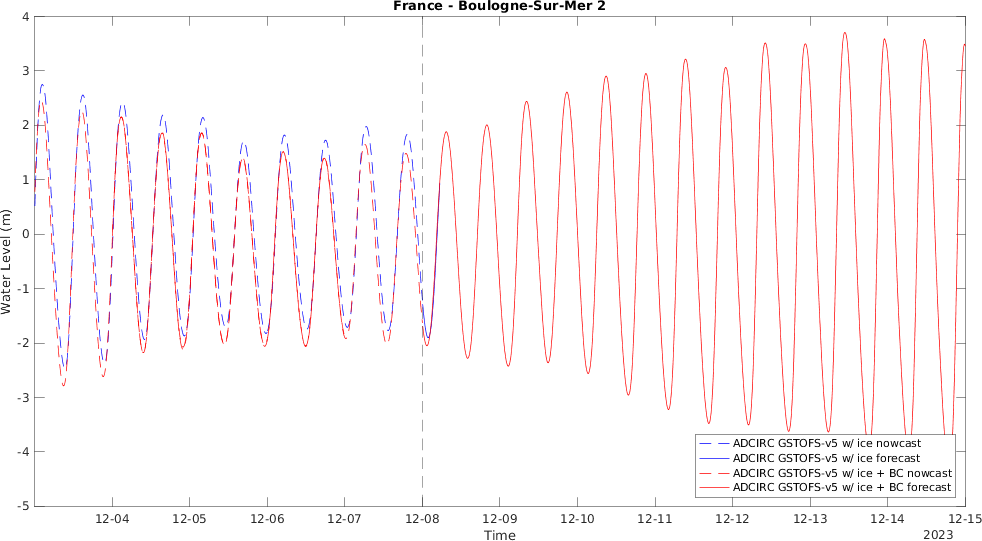 France - Boulogne-Sur-Mer 2
4
3
2
1
0
-1
-2
-3
-4
-5
Water Level (m)
ADCIRC GSTOFS-v5 w/ ice nowcast
ADCIRC GSTOFS-v5 w/ ice forecast
ADCIRC GSTOFS-v5 w/ ice + BC nowcast
ADCIRC GSTOFS-v5 w/ ice + BC forecast
12-04 12-05 12-06 12-07 12-08 12-09 12-10 12-11 12-12 12-13 12-14 12-15
Time
2023